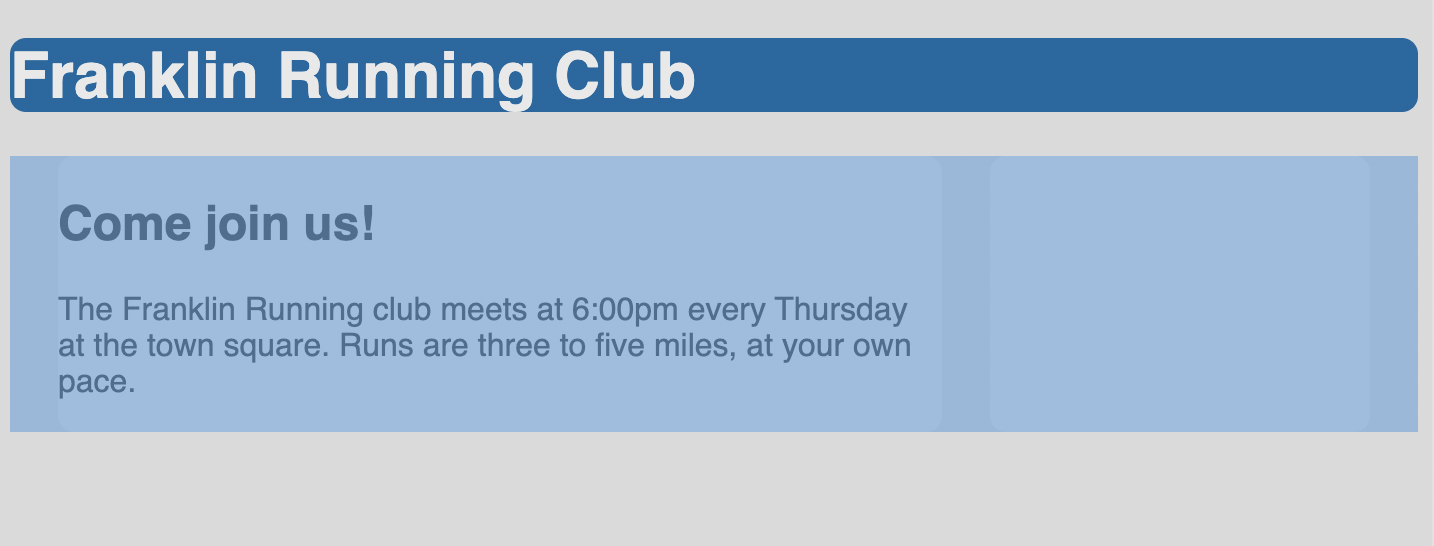 Franklin Running Club
Come join us!
The Franklin Running club meets at 6:00pm every Thursday
at the town square. Runs are three to five miles, at your own
pace.